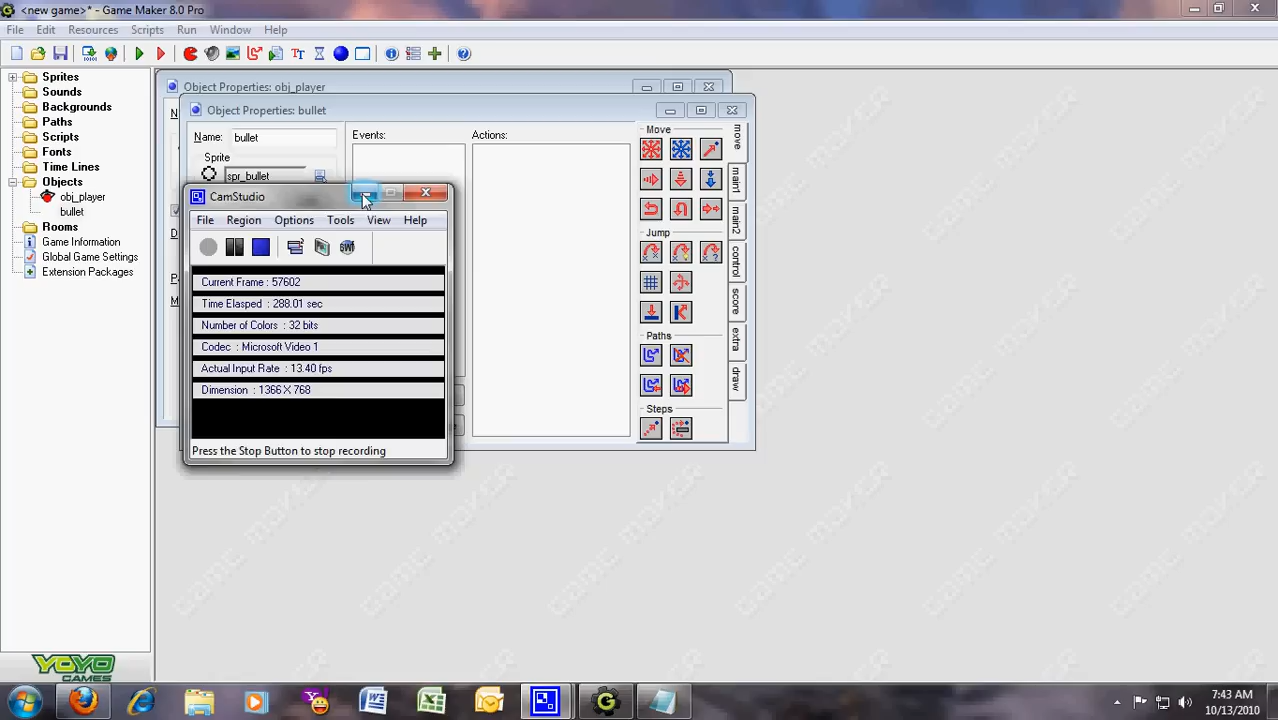 <new game>* - Game Maker 8.0 Pro
File Edit Resources Scripts Run Window Help
Sprites
Sounds
Backgrounds
Paths
Scripts
Fonts
Time Lines
Objects
obj_player
bullet
Rooms
Game Information
Global Game Settings
Extension Packages
YOYO
GAMES
Object Properties: obj_player
Object Properties: bullet
Name: bullet
Sprite
spr_bullet
Events:
Actions:
Move
Jump
Paths
Steps
move
main1
main2
control
score
extra
draw
CamStudio
File Region Options Tools View Help
Current Frame : 57602
Time Elasped : 288.01 sec
Number of Colors : 32 bits
Codec : Microsoft Video 1
Actual Input Rate : 13.40 fps
Dimension : 1366 X 768
Press the Stop Button to stop recording
7:43 AM
10/13/2010